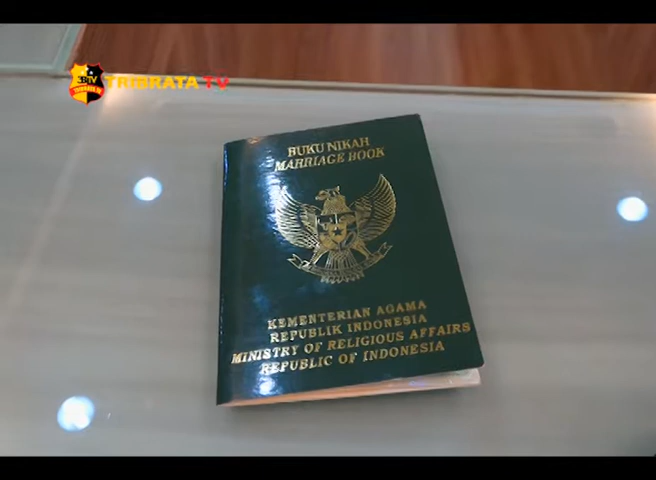 TRIBRATA TV
BUKU NIKAH
MARRIAGE BOOK
KEMENTERIAN AGAMA
REPUBLIK INDONESIA
MINISTRY OF RELIGIOUS AFFAIRS
REPUBLIC OF INDONESIA